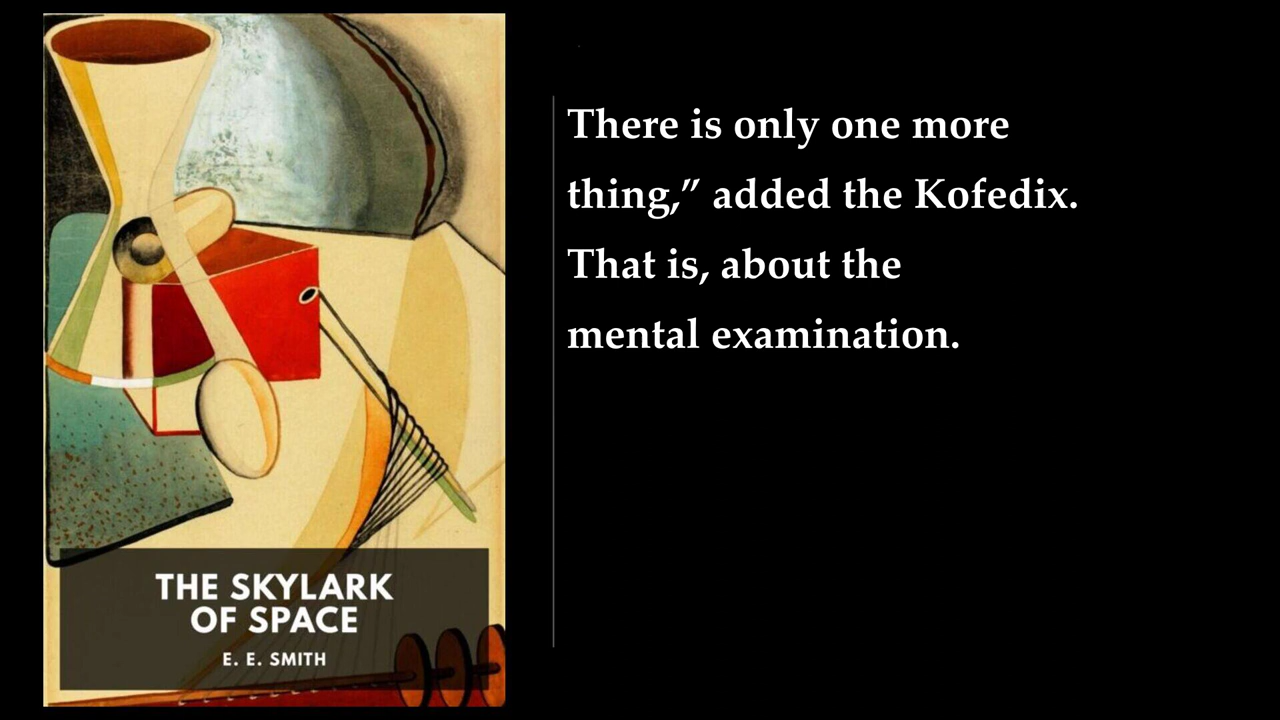 THE SKYLARK
OF SPACE
E. E. SMITH
There is only one more
thing,” added the Kofedix.
That is, about the
mental examination.